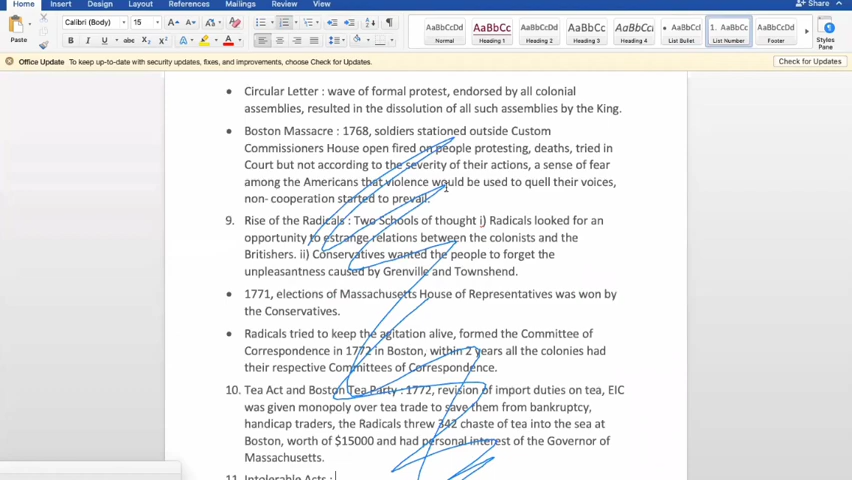 Home Insert Design Layout References Mailings Review View Share
Calibri (Body) 15
Paste
AaBbCcDd AaBbCc AaBbCcDd AaBbCc AaBbCcI AaBbCcI 1. AaBbCc AaBbCcDd
Normal Heading 1 Heading 2 Heading 3 Heading 4 List Bullet List Number Footer Styles Pane
Office Update To keep up-to-date with security updates, fixes, and improvements, choose Check for Updates. Check for Updates
• Circular Letter : wave of formal protest, endorsed by all colonial
assemblies, resulted in the dissolution of all such assemblies by the King.
• Boston Massacre : 1768, soldiers stationed outside Custom
Commissioners House open fired on people protesting, deaths, tried in
Court but not according to the severity of their actions, a sense of fear
among the Americans that violence would be used to quell their voices,
non- cooperation started to prevail.
9. Rise of the Radicals : Two Schools of thought i) Radicals looked for an
opportunity to estrange relations between the colonists and the
Britishers. ii) Conservatives wanted the people to forget the
unpleasantness caused by Grenville and Townshend.
• 1771, elections of Massachusetts House of Representatives was won by
the Conservatives.
• Radicals tried to keep the agitation alive, formed the Committee of
Correspondence in 1772 in Boston, within 2 years all the colonies had
their respective Committees of Correspondence.
10. Tea Act and Boston Tea Party : 1772, revision of import duties on tea, EIC
was given monopoly over tea trade to save them from bankruptcy,
handicap traders, the Radicals threw 342 chaste of tea into the sea at
Boston, worth of $15000 and had personal interest of the Governor of
Massachusetts.
11. Intolerable Acts :